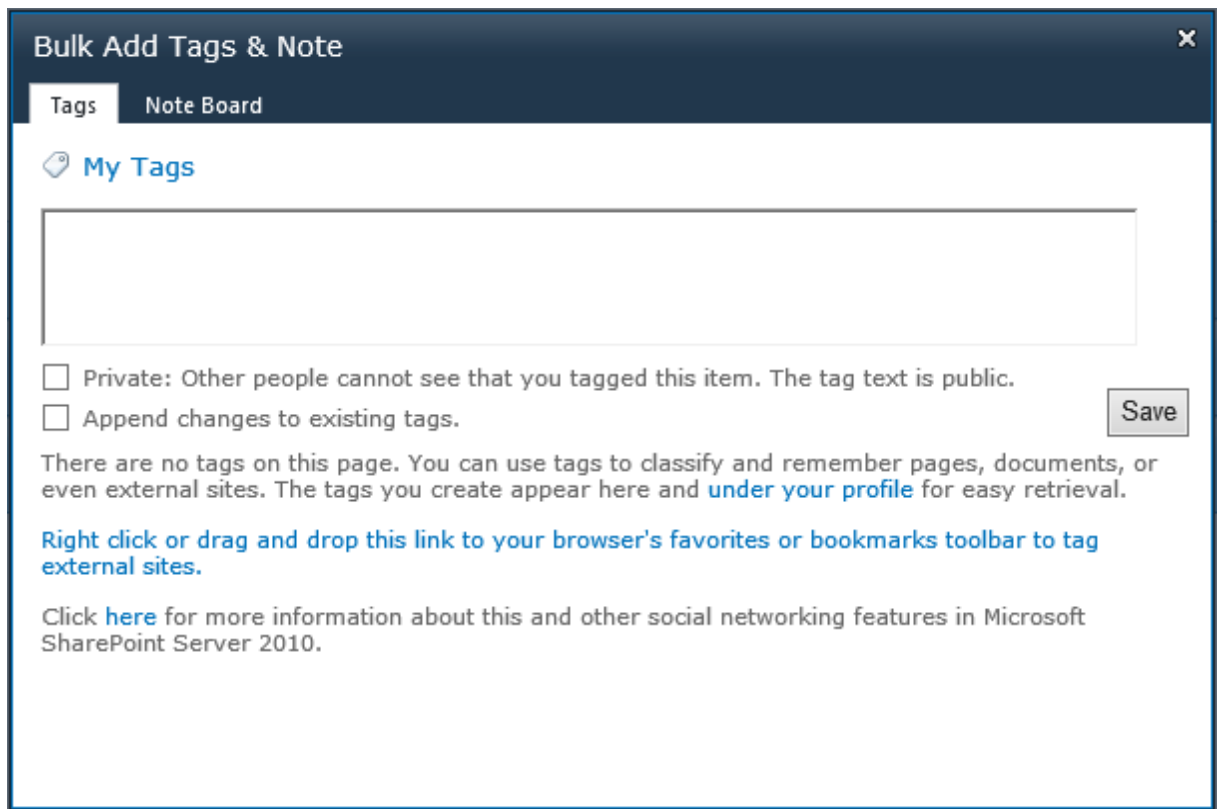 Bulk Add Tags & Note
Tags
Note Board
My Tags
Private: Other people cannot see that you tagged this item. The tag text is public.
Append changes to existing tags.
Save
There are no tags on this page. You can use tags to classify and remember pages, documents, or
even external sites. The tags you create appear here and under your profile for easy retrieval.
Right click or drag and drop this link to your browser's favorites or bookmarks toolbar to tag
external sites.
Click here for more information about this and other social networking features in Microsoft
SharePoint Server 2010.